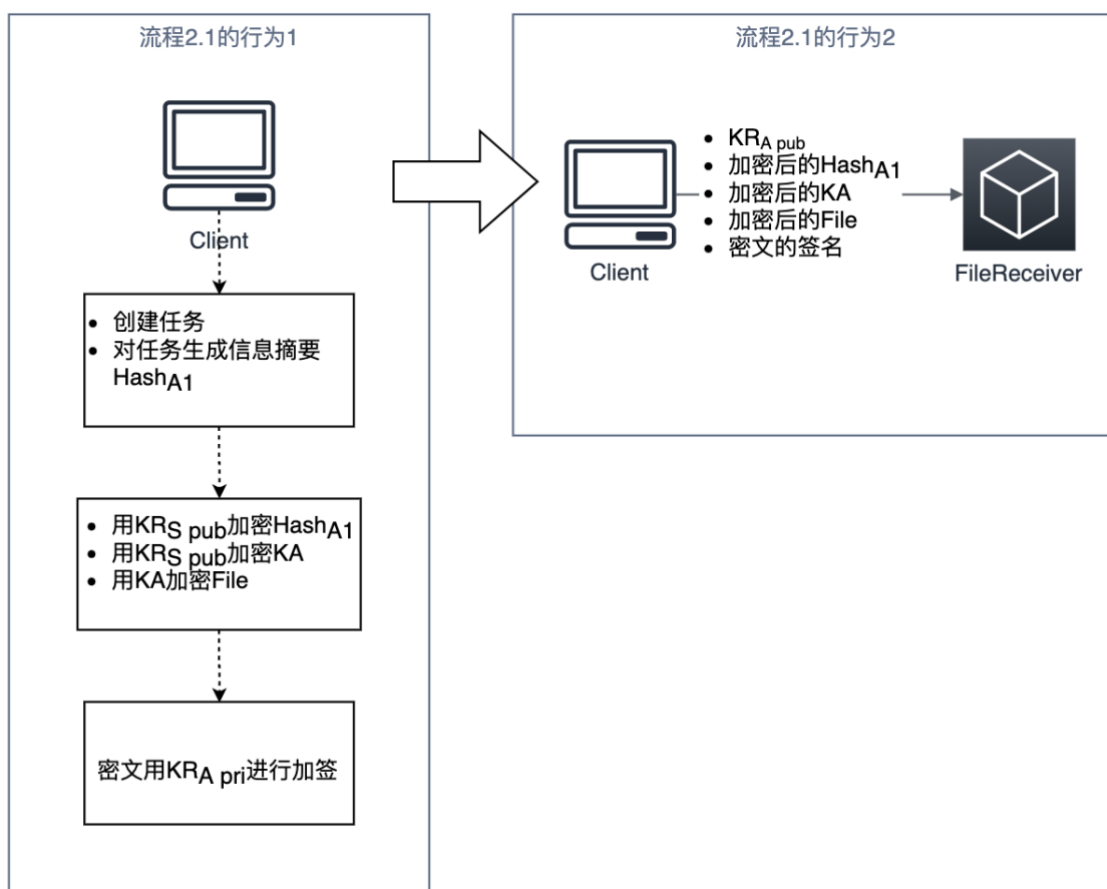 流程2.1的行为1
Client
• 创建任务
• 对任务生成信息摘要
HashA1
• 用KRS pub加密HashA1
• 用KRS pub加密KA
• 用KA加密File
密文用KRA pri进行加签
流程2.1的行为2
Client
• KRA pub
• 加密后的HashA1
• 加密后的KA
• 加密后的File
• 密文的签名
FileReceiver